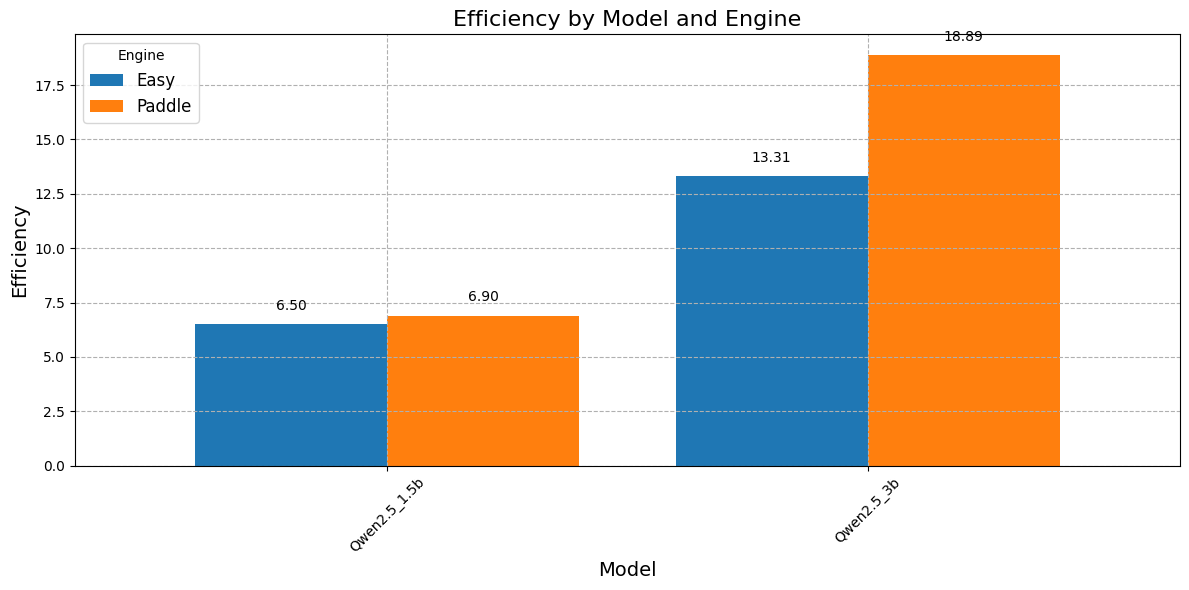 Efficiency by Model and Engine
Engine
Easy
Paddle
Efficiency
17.5
15.0
12.5
10.0
7.5
5.0
2.5
0.0
6.50
6.90
13.31
18.89
Qwen2.5_1.5b
Qwen2.5_3b
Model